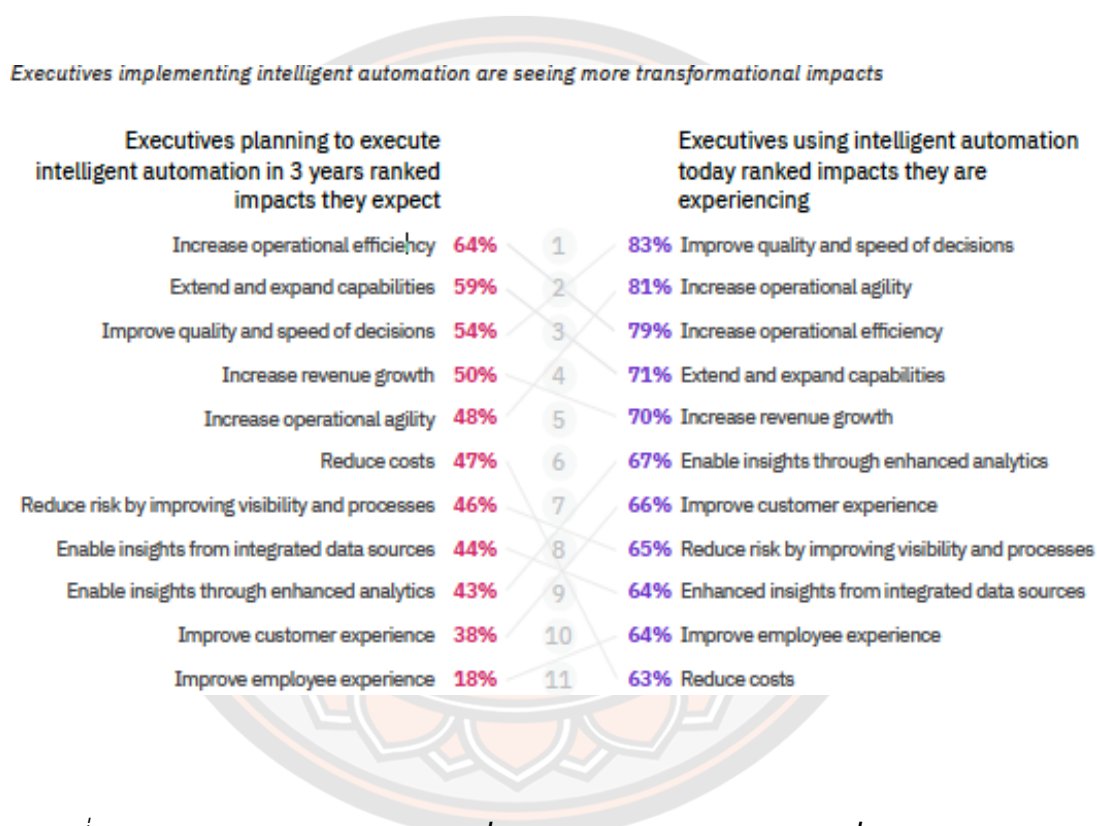 Executives implementing intelligent automation are seeing more transformational impacts
Executives planning to execute
intelligent automation in 3 years ranked
impacts they expect
Increase operational efficiency 64%
Extend and expand capabilities 59%
Improve quality and speed of decisions 54%
Increase revenue growth 50%
Increase operational agility 48%
Reduce costs 47%
Reduce risk by improving visibility and processes 46%
Enable insights from integrated data sources 44%
Enable insights through enhanced analytics 43%
Improve customer experience 38%
Improve employee experience 18%
1
2
3
4
5
6
7
8
9
10
11
Executives using intelligent automation
today ranked impacts they are
experiencing
83% Improve quality and speed of decisions
81% Increase operational agility
79% Increase operational efficiency
71% Extend and expand capabilities
70% Increase revenue growth
67% Enable insights through enhanced analytics
66% Improve customer experience
65% Reduce risk by improving visibility and processes
64% Enhanced insights from integrated data sources
64% Improve employee experience
63% Reduce costs